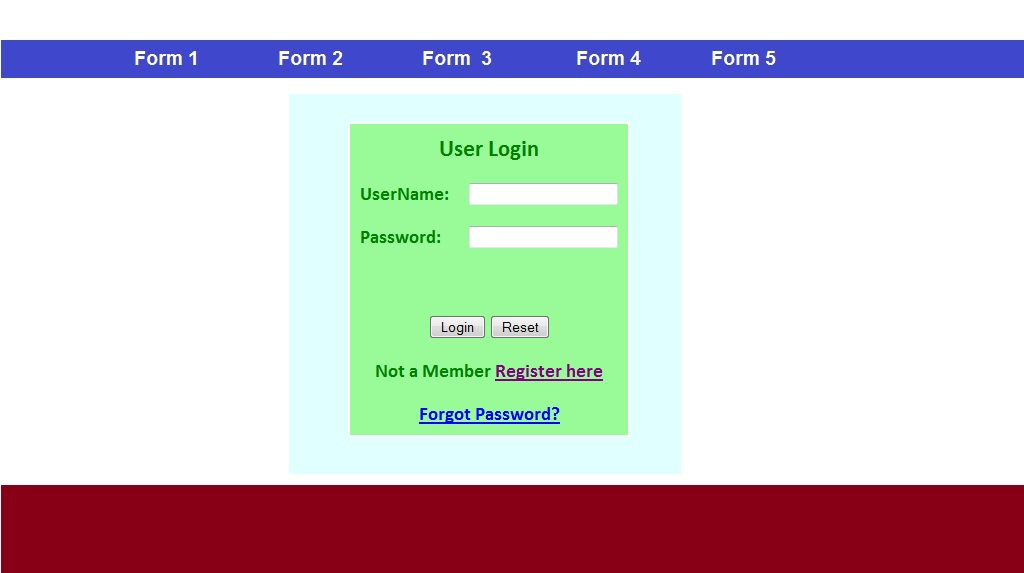 Form 1 Form 2 Form  3 Form 4 Form 5
User Login
UserName:
Password:
Login Reset
Not a Member Register here
Forgot Password?